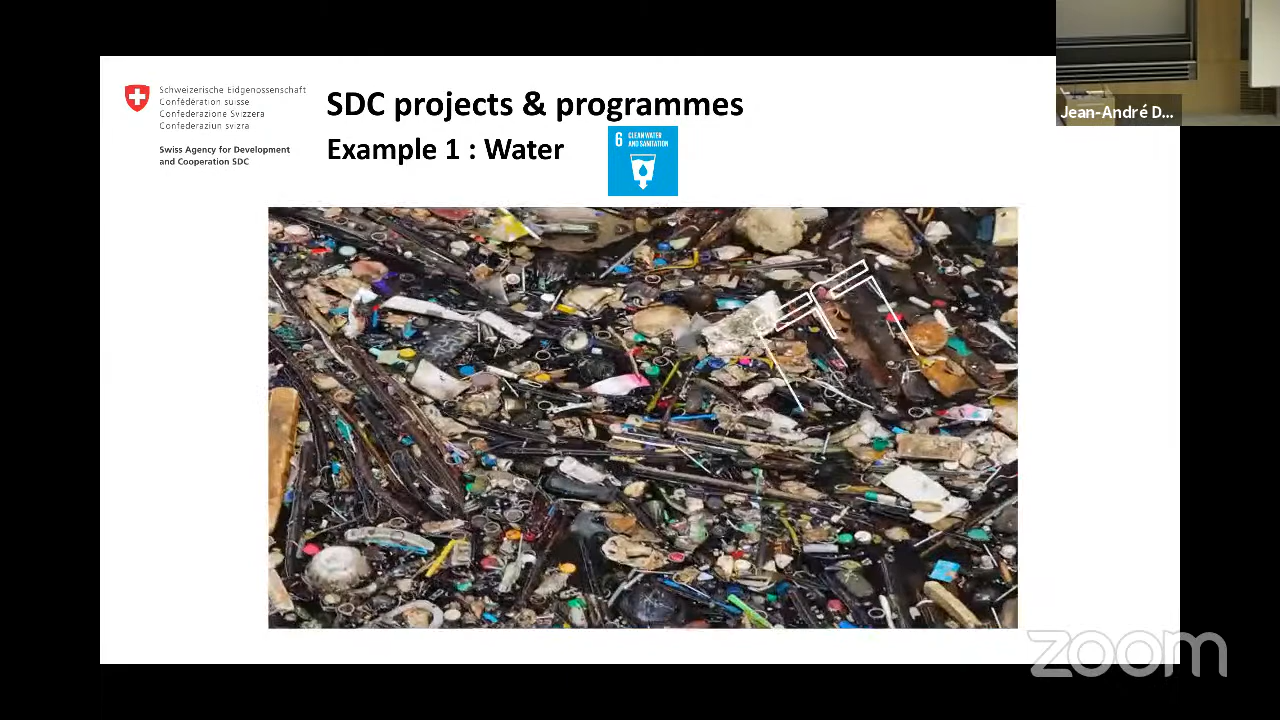 Schweizerische Eidgenossenschaft
Confédération suisse
Confederazione Svizzera
Confederaziun svizra
Swiss Agency for Development
and Cooperation SDC
SDC projects & programmes
Example 1 : Water
6 CLEAN WATER
AND SANITATION
Jean-André D...
zoom